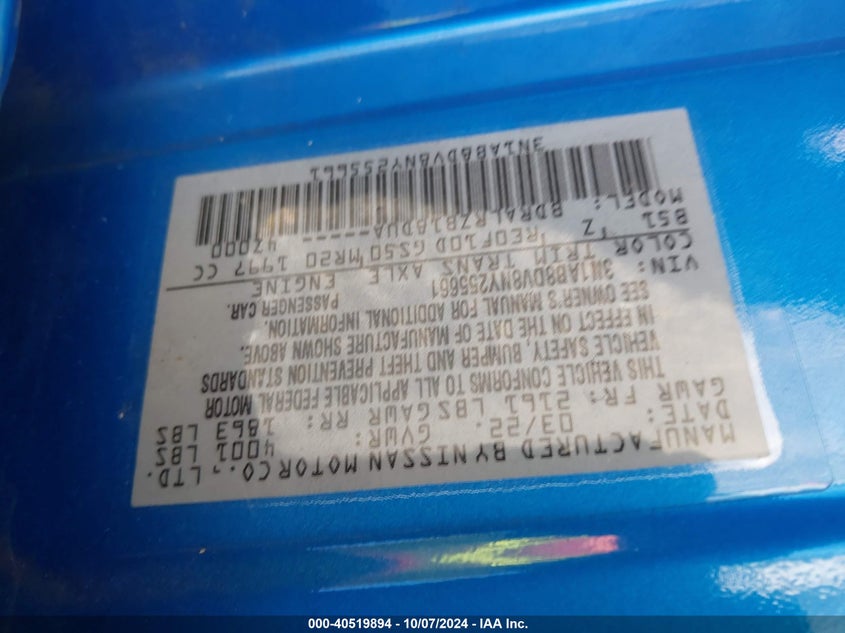 MANUFACTURED BY NISSAN MOTOR CO., LTD.
DATE: 03/22. GVWR: 4001 LBS
GAWR FR: 2161 LBS GAWR RR: 1863 LBS
THIS VEHICLE CONFORMS TO ALL APPLICABLE FEDERAL MOTOR
VEHICLE SAFETY, BUMPER AND THEFT PREVENTION STANDARDS
IN EFFECT ON THE DATE OF MANUFACTURE SHOWN ABOVE.
SEE OWNER'S MANUAL FOR ADDITIONAL INFORMATION.
VIN: 3N1AB8DV8NY255661 PASSENGER CAR.
COLOR TRIM TRANS AXLE ENGINE
B51 Z RE0F10D GS50 MR20 1997 CC
MODEL: BDRALRZB1ADUA----- 47000
3N1AB8DV8NY255661
000-40519894 - 10/07/2024 - IAA Inc.